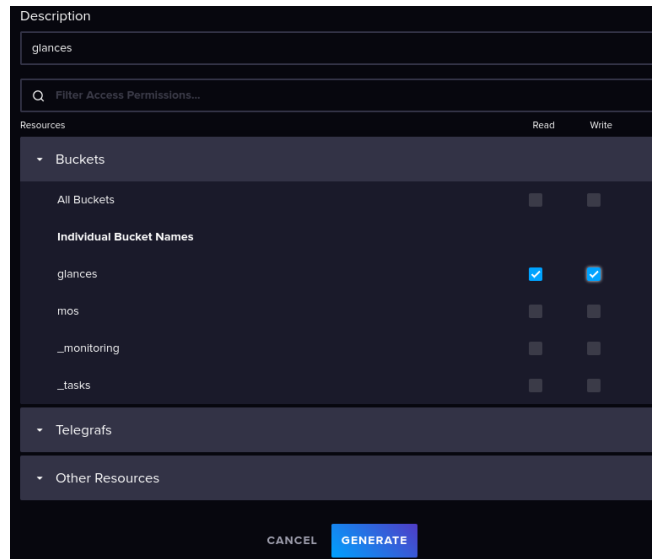 Description
glances
Filter Access Permissions...
Resources Read Write
Buckets
All Buckets
Individual Bucket Names
glances
mos
_monitoring
_tasks
Telegrafs
Other Resources
CANCEL GENERATE